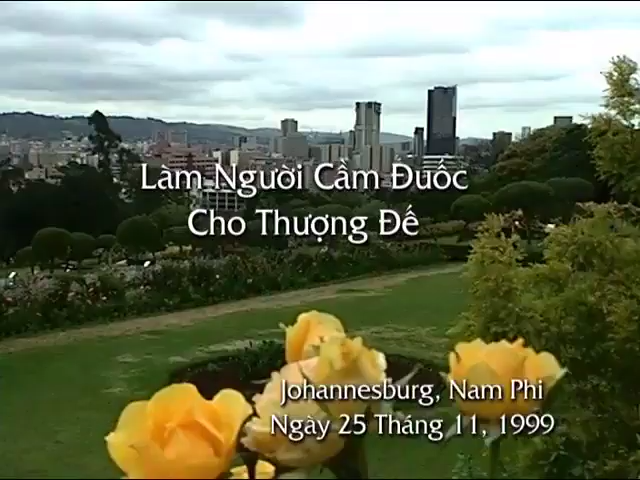 Làm Người Cầm Đuốc
Cho Thượng Đế
Johannesburg, Nam Phi
Ngày 25 Tháng 11, 1999